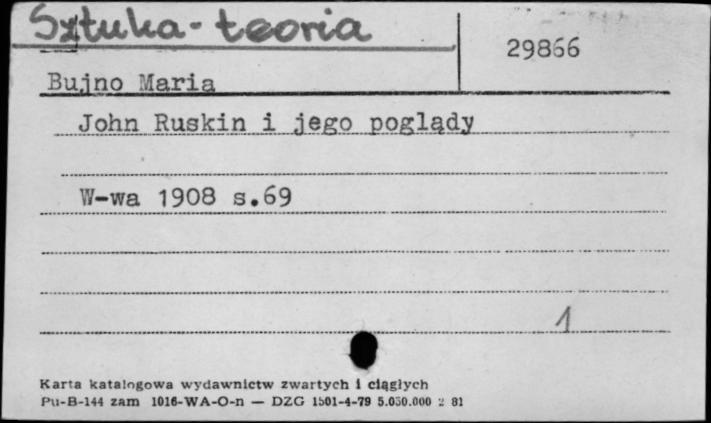 Sztuka-teoria
29866
Bujno Maria
John Ruskin i jego poglądy
W-wa 1908 s.69
1
Karta katalogowa wydawnictw zwartych i ciągłych
Pu-B-144 zam 1016-WA-O-n — DZG 1501-4-79 5.050.000 z 81